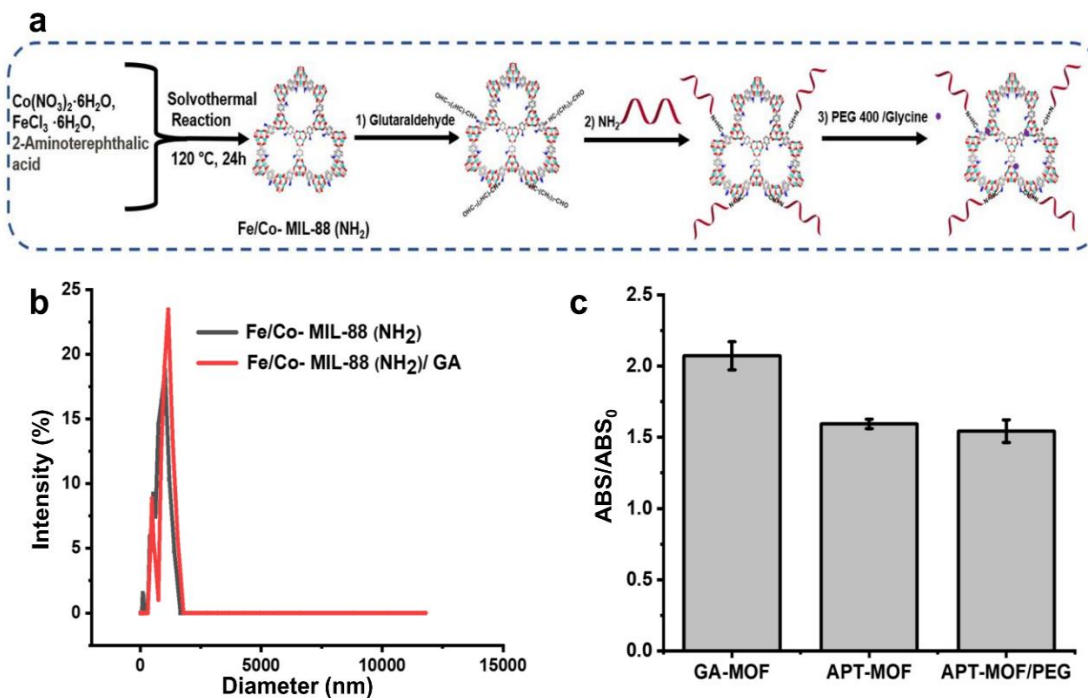 a
Co(NO3)2·6H2O,
FeCl3 ·6H2O,
2-Aminoterephthalic
acid
Solvothermal
Reaction
120 °C, 24h
Fe/Co- MIL-88 (NH2)
1) Glutaraldehyde
2) NH2
3) PEG 400 /Glycine
b
25
20
15
10
5
0
Intensity (%)
Fe/Co- MIL-88 (NH2)
Fe/Co- MIL-88 (NH2)/ GA
0
5000
10000
15000
Diameter (nm)
c
2.5
2.0
1.5
1.0
0.5
0.0
ABS/ABS0
GA-MOF
APT-MOF
APT-MOF/PEG